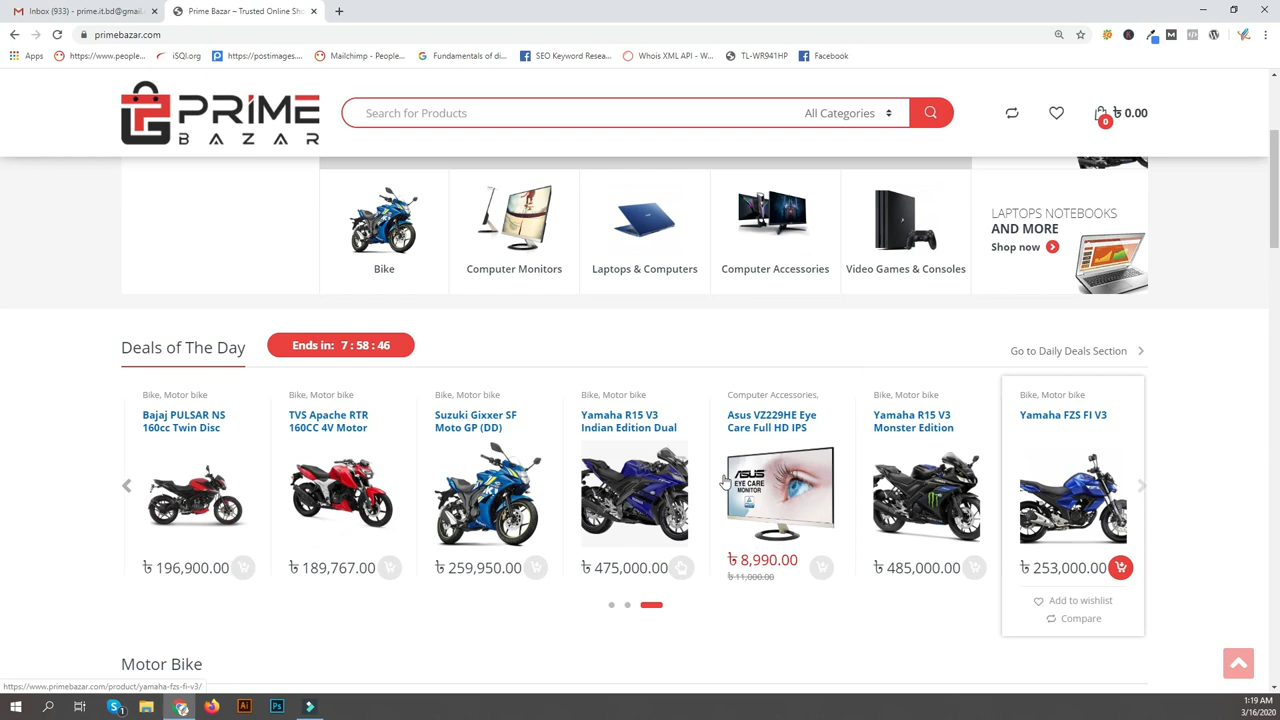 Inbox (933) - prime.it.bd@gmail.
Prime Bazar – Trusted Online Sho
primebazar.com
Apps
https://www.people...
iSQI.org
https://postimages....
Mailchimp - People...
Fundamentals of di...
SEO Keyword Resea...
Whois XML API - W...
TL-WR941HP
Facebook
PRIME
BAZAR
Search for Products
All Categories
0
৳ 0.00
Bike
Computer Monitors
Laptops & Computers
Computer Accessories
Video Games & Consoles
LAPTOPS NOTEBOOKS
AND MORE
Shop now
Deals of The Day
Ends in: 7 : 58 : 46
Go to Daily Deals Section
Bike, Motor bike
Bajaj PULSAR NS
160cc Twin Disc
৳ 196,900.00
Bike, Motor bike
TVS Apache RTR
160CC 4V Motor
৳ 189,767.00
Bike, Motor bike
Suzuki Gixxer SF
Moto GP (DD)
৳ 259,950.00
Bike, Motor bike
Yamaha R15 V3
Indian Edition Dual
৳ 475,000.00
Computer Accessories,
Asus VZ229HE Eye
Care Full HD IPS
ASUS
EYE CARE
MONITOR
৳ 8,990.00
৳ 11,000.00
Bike, Motor bike
Yamaha R15 V3
Monster Edition
৳ 485,000.00
Bike, Motor bike
Yamaha FZS FI V3
৳ 253,000.00
Add to wishlist
Compare
Motor Bike
https://www.primebazar.com/product/yamaha-fzs-fi-v3/
1:19 AM
3/16/2020